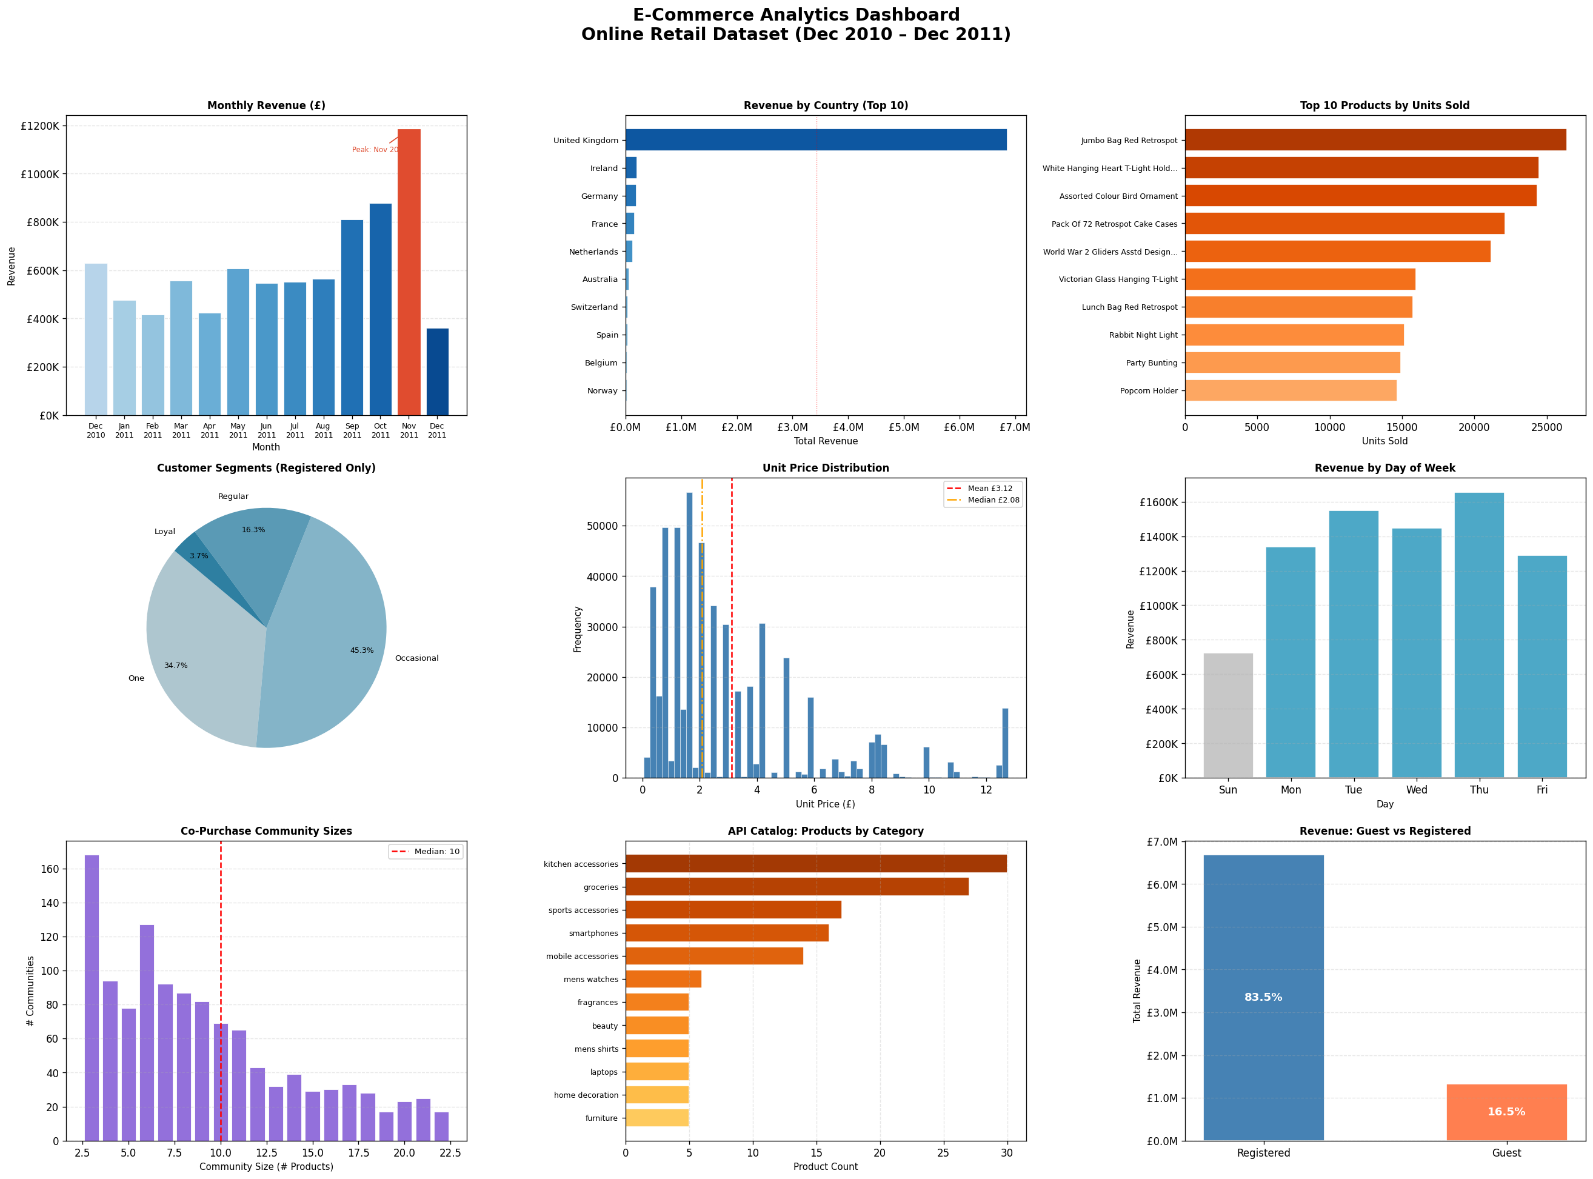 E-Commerce Analytics Dashboard
Online Retail Dataset (Dec 2010 – Dec 2011)
Monthly Revenue (£)
£1200K
£1000K
£800K
£600K
£400K
£200K
£0K
Revenue
Peak: Nov 20
Dec 2010
Jan 2011
Feb 2011
Mar 2011
Apr 2011
May 2011
Jun 2011
Jul 2011
Aug 2011
Sep 2011
Oct 2011
Nov 2011
Dec 2011
Month
Revenue by Country (Top 10)
United Kingdom
Ireland
Germany
France
Netherlands
Australia
Switzerland
Spain
Belgium
Norway
£0.0M £1.0M £2.0M £3.0M £4.0M £5.0M £6.0M £7.0M
Total Revenue
Top 10 Products by Units Sold
Jumbo Bag Red Retrospot
White Hanging Heart T-Light Hold...
Assorted Colour Bird Ornament
Pack Of 72 Retrospot Cake Cases
World War 2 Gliders Asstd Design...
Victorian Glass Hanging T-Light
Lunch Bag Red Retrospot
Rabbit Night Light
Party Bunting
Popcorn Holder
0 5000 10000 15000 20000 25000
Units Sold
Customer Segments (Registered Only)
Regular
16.3%
Loyal
3.7%
45.3%
Occasional
34.7%
One
Unit Price Distribution
Mean £3.12
Median £2.08
50000
40000
30000
20000
10000
0
Frequency
0 2 4 6 8 10 12
Unit Price (£)
Revenue by Day of Week
£1600K
£1400K
£1200K
£1000K
£800K
£600K
£400K
£200K
£0K
Revenue
Sun Mon Tue Wed Thu Fri
Day
Co-Purchase Community Sizes
Median: 10
160
140
120
100
80
60
40
20
0
# Communities
2.5 5.0 7.5 10.0 12.5 15.0 17.5 20.0 22.5
Community Size (# Products)
API Catalog: Products by Category
kitchen accessories
groceries
sports accessories
smartphones
mobile accessories
mens watches
fragrances
beauty
mens shirts
laptops
home decoration
furniture
0 5 10 15 20 25 30
Product Count
Revenue: Guest vs Registered
£7.0M
£6.0M
£5.0M
£4.0M
£3.0M
£2.0M
£1.0M
£0.0M
Total Revenue
83.5%
16.5%
Registered Guest